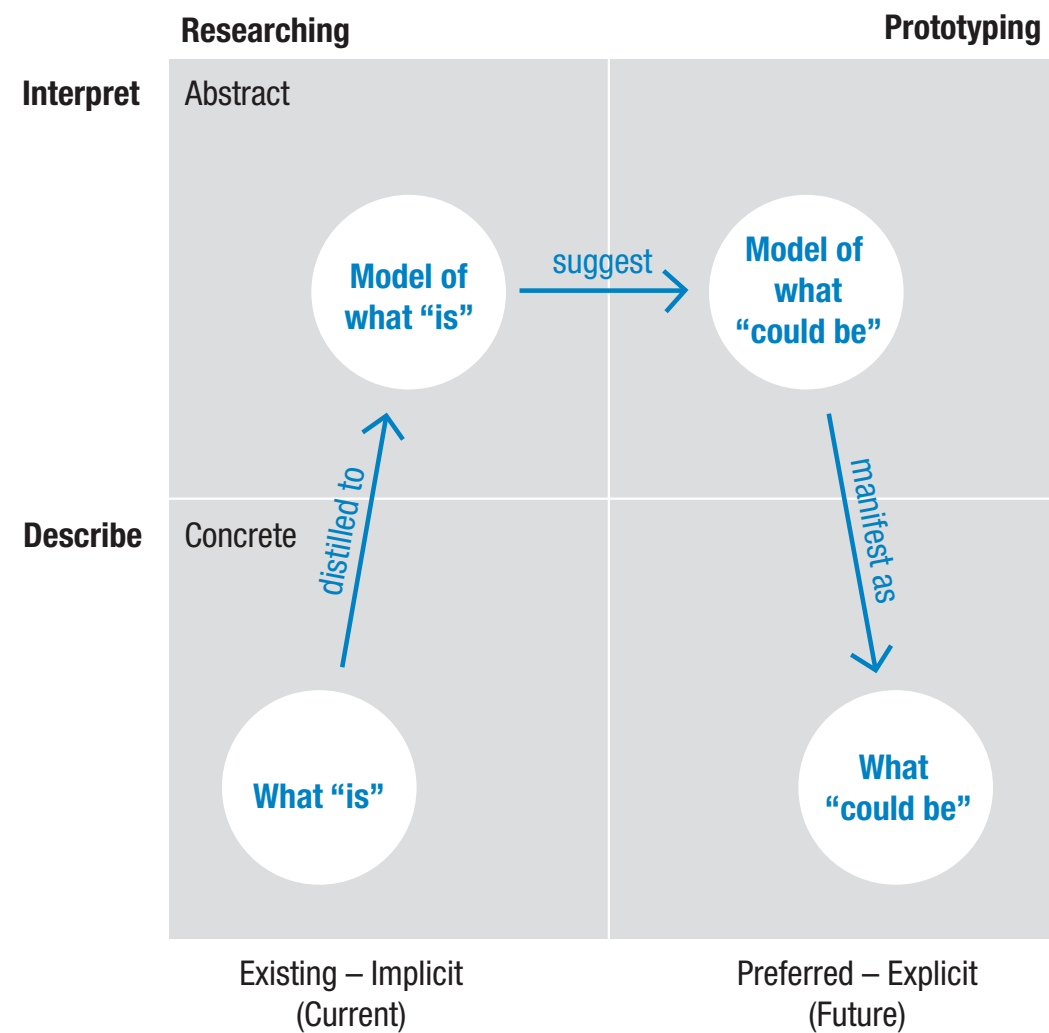 Researching
Prototyping
Interpret
Abstract
Model of
what “is”
suggest
Model of
what
“could be”
distilled to
manifest as
Describe
Concrete
What “is”
What
“could be”
Existing – Implicit
(Current)
Preferred – Explicit
(Future)